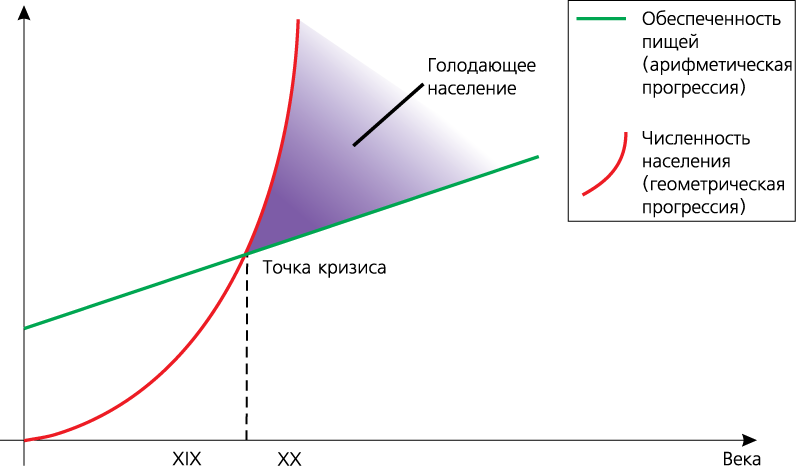 Обеспеченность
пищей
(арифметическая
прогрессия)
Численность
населения
(геометрическая
прогрессия)
Голодающее
население
Точка кризиса
XIX
XX
Века